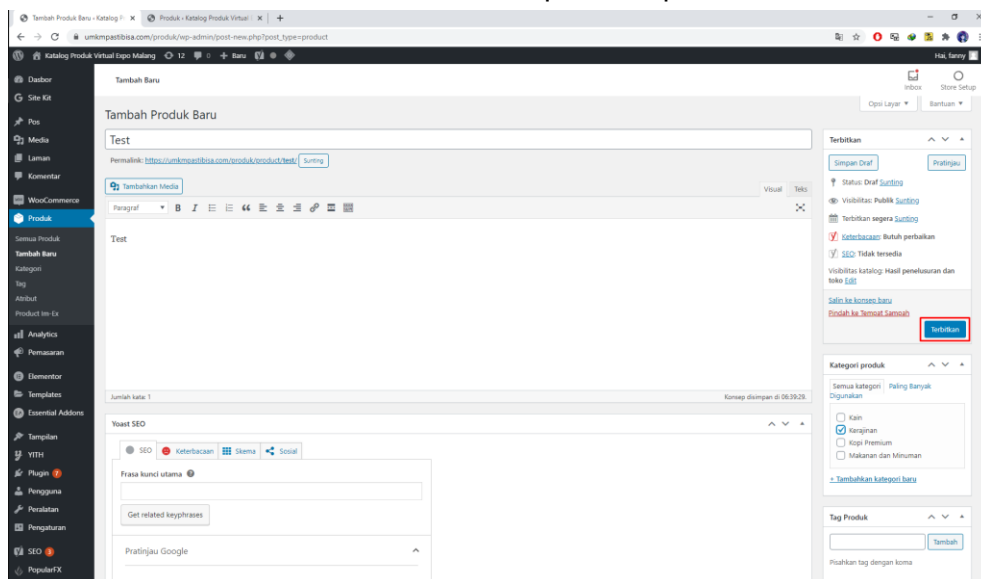 Tambah Produk Baru ‹ Katalog Pr
Produk ‹ Katalog Produk Virtual
umkmpastibisa.com/produk/wp-admin/post-new.php?post_type=product
Katalog Produk Virtual Expo Malang 12 0 + Baru
Hai, fanny
Tambah Baru
Inbox
Store Setup
Opsi Layar
Bantuan
Dasbor
Site Kit
Pos
Media
Laman
Komentar
WooCommerce
Produk
Semua Produk
Tambah Baru
Kategori
Tag
Atribut
Product Im-Ex
Analytics
Pemasaran
Elementor
Templates
Essential Addons
Tampilan
YITH
Plugin 7
Pengguna
Peralatan
Pengaturan
SEO 3
PopularFX
Tambah Produk Baru
Test
Permalink: https://umkmpastibisa.com/produk/product/test/ Sunting
Tambahkan Media
Visual Teks
Paragraf B I
Test
Jumlah kata: 1
Konsep disimpan di 06:39:28.
Yoast SEO
SEO Keterbacaan Skema Sosial
Frasa kunci utama
Get related keyphrases
Pratinjau Google
Terbitkan
Simpan Draf Pratinjau
Status: Draf Sunting
Visibilitas: Publik Sunting
Terbitkan segera Sunting
Keterbacaan: Butuh perbaikan
SEO: Tidak tersedia
Visibilitas katalog: Hasil penelusuran dan
toko Edit
Salin ke konsep baru
Pindah ke Tempat Sampah
Terbitkan
Kategori produk
Semua kategori Paling Banyak
Digunakan
Kain
Kerajinan
Kopi Premium
Makanan dan Minuman
+ Tambahkan kategori baru
Tag Produk
Tambah
Pisahkan tag dengan koma